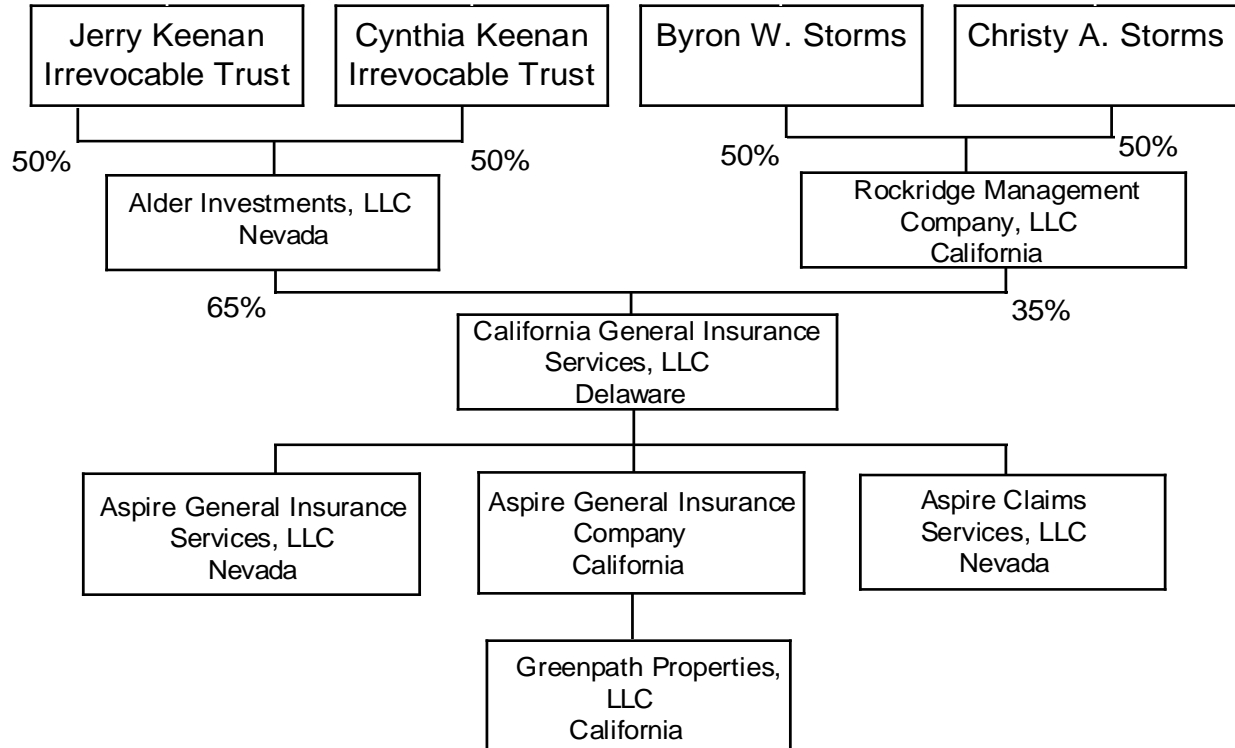 Jerry Keenan
Irrevocable Trust
Cynthia Keenan
Irrevocable Trust
Byron W. Storms
Christy A. Storms
50%
50%
50%
50%
Alder Investments, LLC
Nevada
Rockridge Management
Company, LLC
California
65%
35%
California General Insurance
Services, LLC
Delaware
Aspire General Insurance
Services, LLC
Nevada
Aspire General Insurance
Company
California
Aspire Claims
Services, LLC
Nevada
Greenpath Properties,
LLC
California